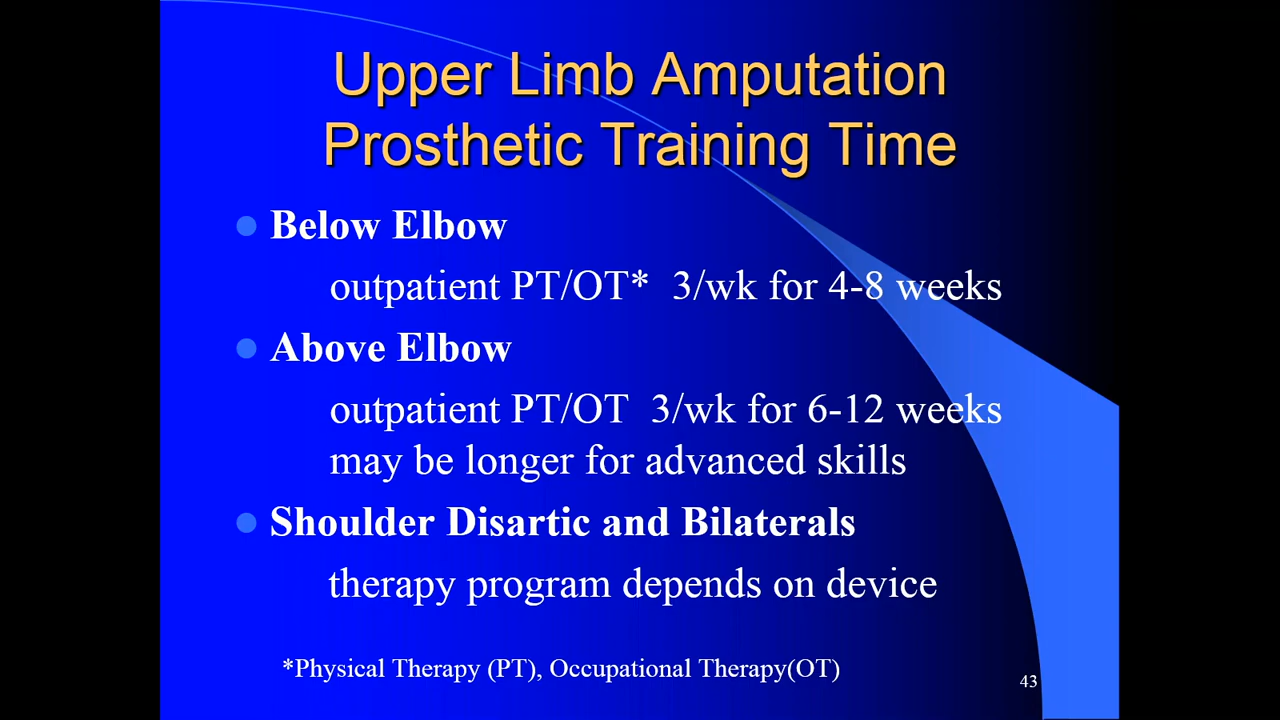 Upper Limb Amputation
Prosthetic Training Time
Below Elbow
outpatient PT/OT* 3/wk for 4-8 weeks
Above Elbow
outpatient PT/OT 3/wk for 6-12 weeks
may be longer for advanced skills
Shoulder Disartic and Bilaterals
therapy program depends on device
*Physical Therapy (PT), Occupational Therapy(OT)
43